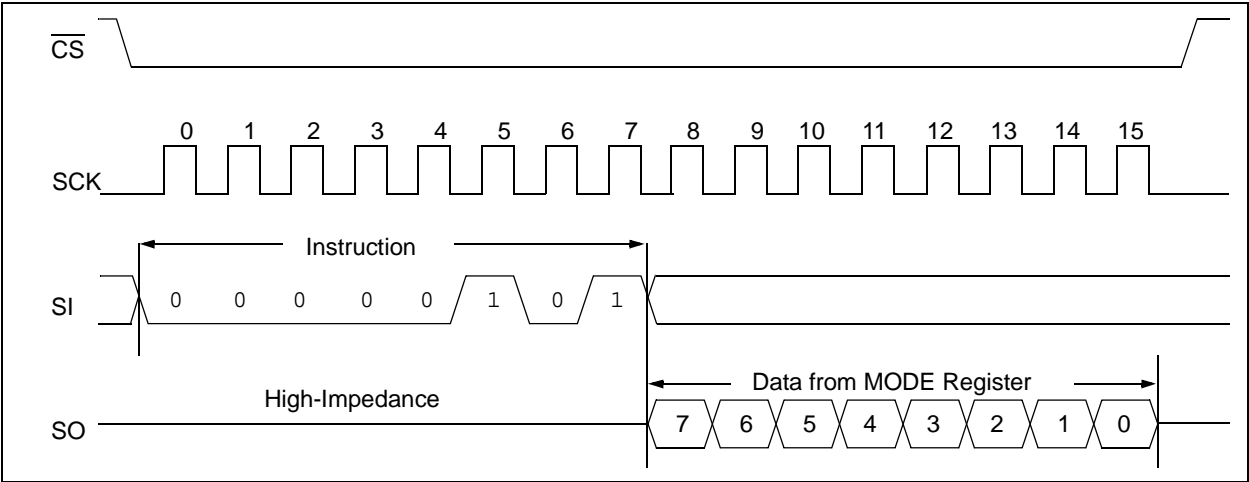 CS
0 1 2 3 4 5 6 7 8 9 10 11 12 13 14 15
SCK
Instruction
SI 0 0 0 0 0 1 0 1
Data from MODE Register
High-Impedance
SO 7 6 5 4 3 2 1 0